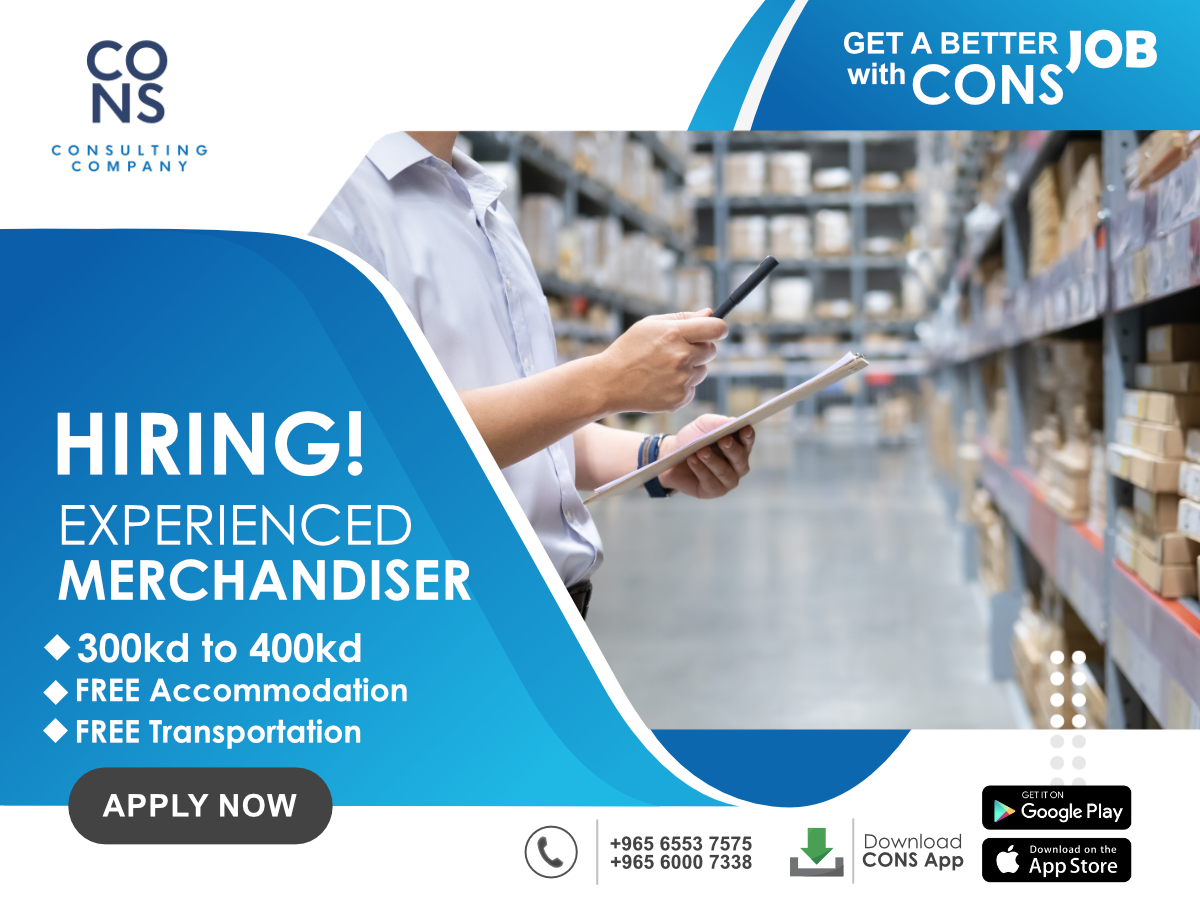 CO
NS
CONSULTING
COMPANY
GET A BETTER JOB
with CONS
HIRING!
EXPERIENCED
MERCHANDISER
300kd to 400kd
FREE Accommodation
FREE Transportation
APPLY NOW
+965 6553 7575
+965 6000 7338
Download
CONS App
GET IT ON
Google Play
Download on the
App Store